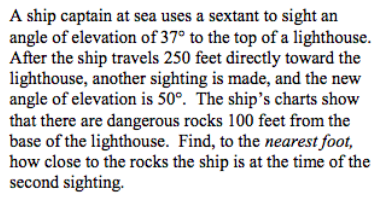 A ship captain at sea uses a sextant to sight an
angle of elevation of 37° to the top of a lighthouse.
After the ship travels 250 feet directly toward the
lighthouse, another sighting is made, and the new
angle of elevation is 50°.  The ship's charts show
that there are dangerous rocks 100 feet from the
base of the lighthouse.  Find, to the nearest foot,
how close to the rocks the ship is at the time of the
second sighting.